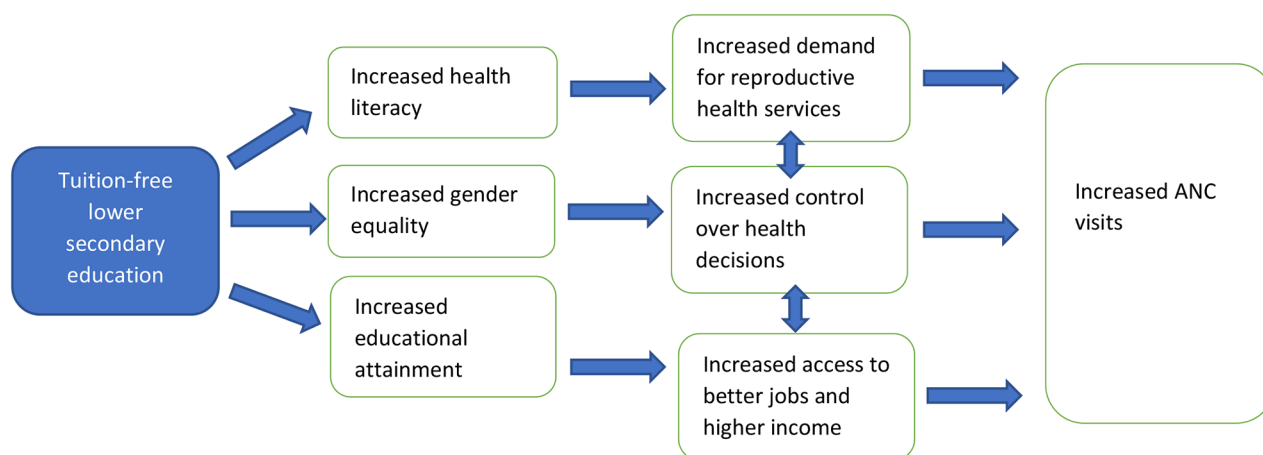 Tuition-free
lower
secondary
education
Increased health
literacy
Increased gender
equality
Increased
educational
attainment
Increased demand
for reproductive
health services
Increased control
over health
decisions
Increased access to
better jobs and
higher income
Increased ANC
visits